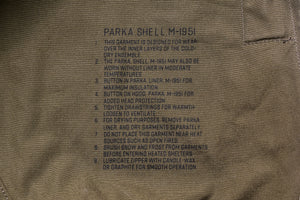 PARKA SHELL, M-1951
1. THIS GARMENT IS DESIGNED FOR WEAR
OVER THE INNER LAYERS OF THE COLD-
DRY ENSEMBLE
2. THE PARKA SHELL, M-1951 MAY ALSO BE
WORN WITHOUT LINER IN MODERATE
TEMPERATURES
3. BUTTON IN PARKA LINER, M-1951 FOR
MAXIMUM INSULATION
4. BUTTON ON HOOD, PARKA, M-1951 FOR
ADDED HEAD PROTECTION
5. TIGHTEN DRAWSTRINGS FOR WARMTH
LOOSEN TO VENTILATE
6. FOR DRYING PURPOSES, REMOVE PARKA
LINER, AND DRY GARMENTS SEPARATELY
7. DO NOT PLACE THIS GARMENT NEAR HEAT
SOURCES SUCH AS OPEN FIRES
8. BRUSH SNOW AND FROST FROM GARMENTS
BEFORE ENTERING HEATED SHELTERS
9. LUBRICATE ZIPPER WITH CANDLE-WAX,
OR GRAPHITE FOR SMOOTH OPERATION